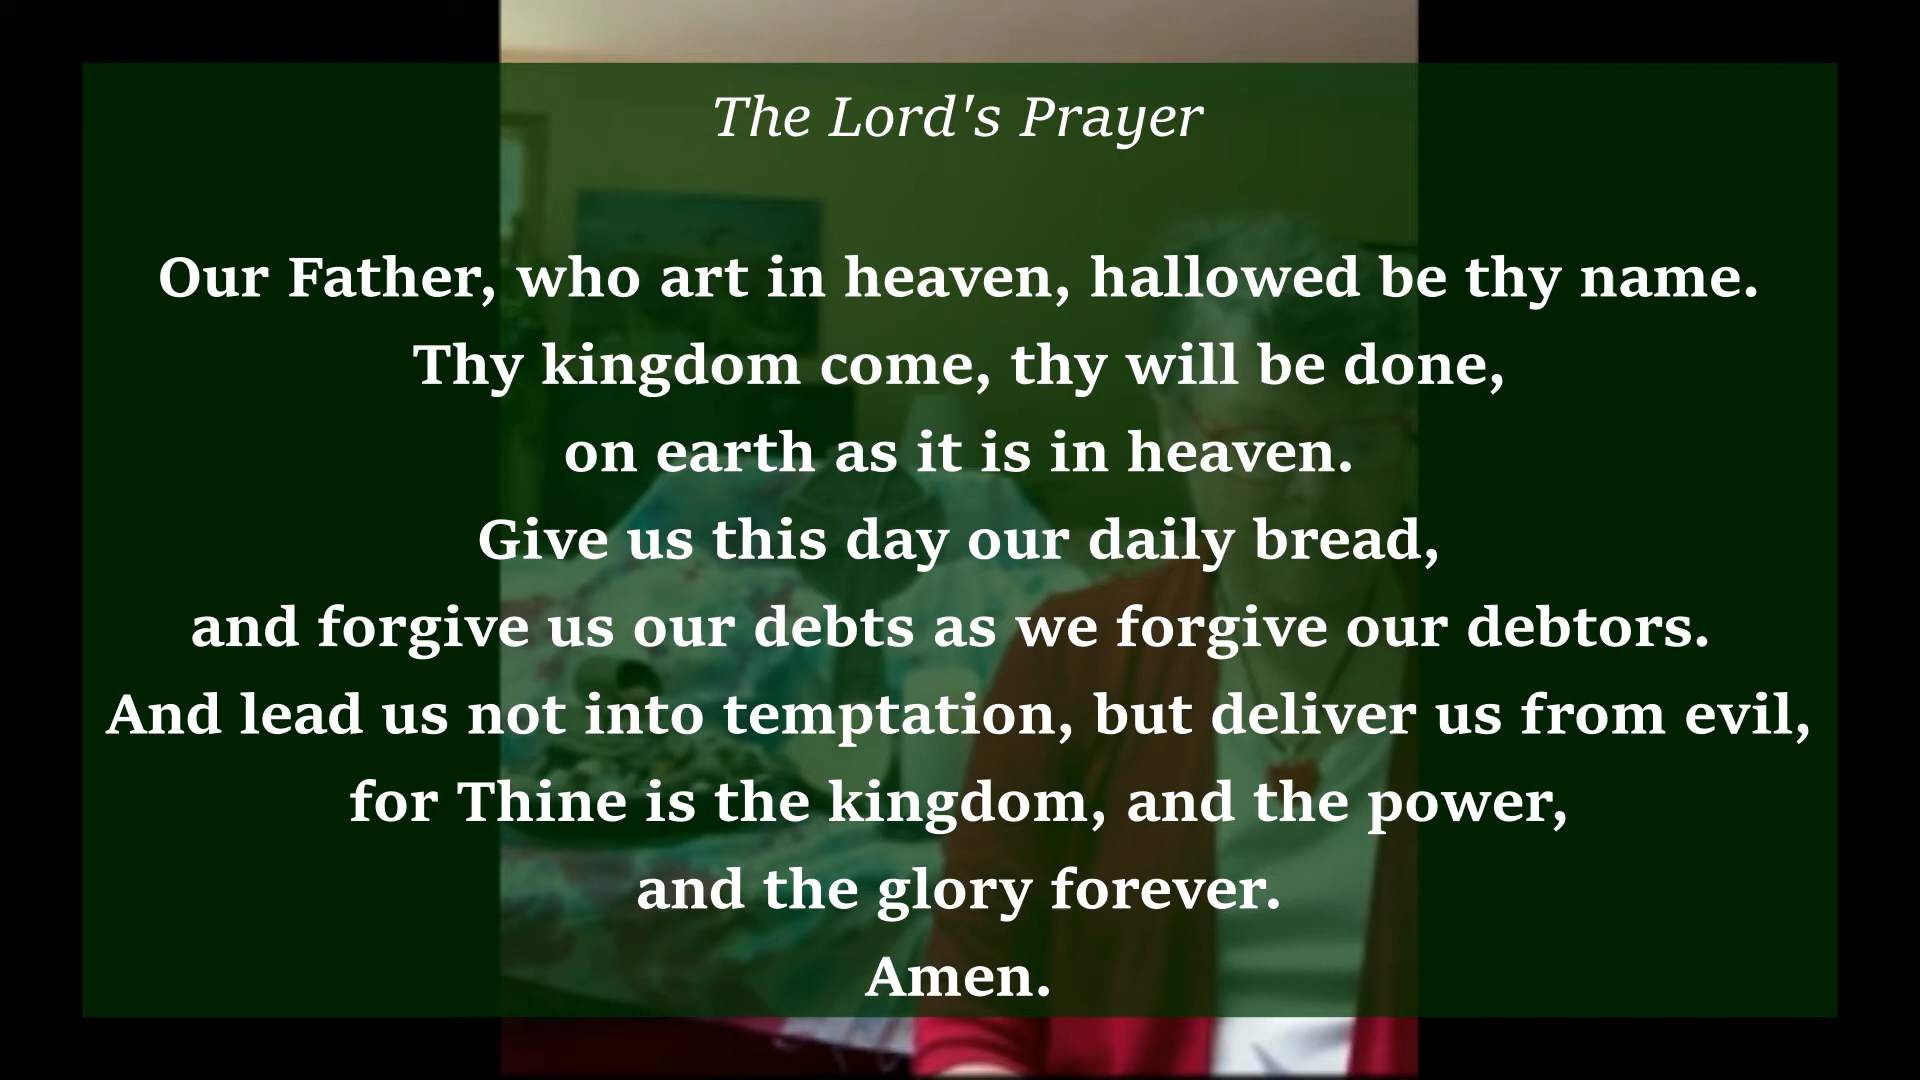 The Lord's Prayer
Our Father, who art in heaven, hallowed be thy name.
Thy kingdom come, thy will be done,
on earth as it is in heaven.
Give us this day our daily bread,
and forgive us our debts as we forgive our debtors.
And lead us not into temptation, but deliver us from evil,
for Thine is the kingdom, and the power,
and the glory forever.
Amen.